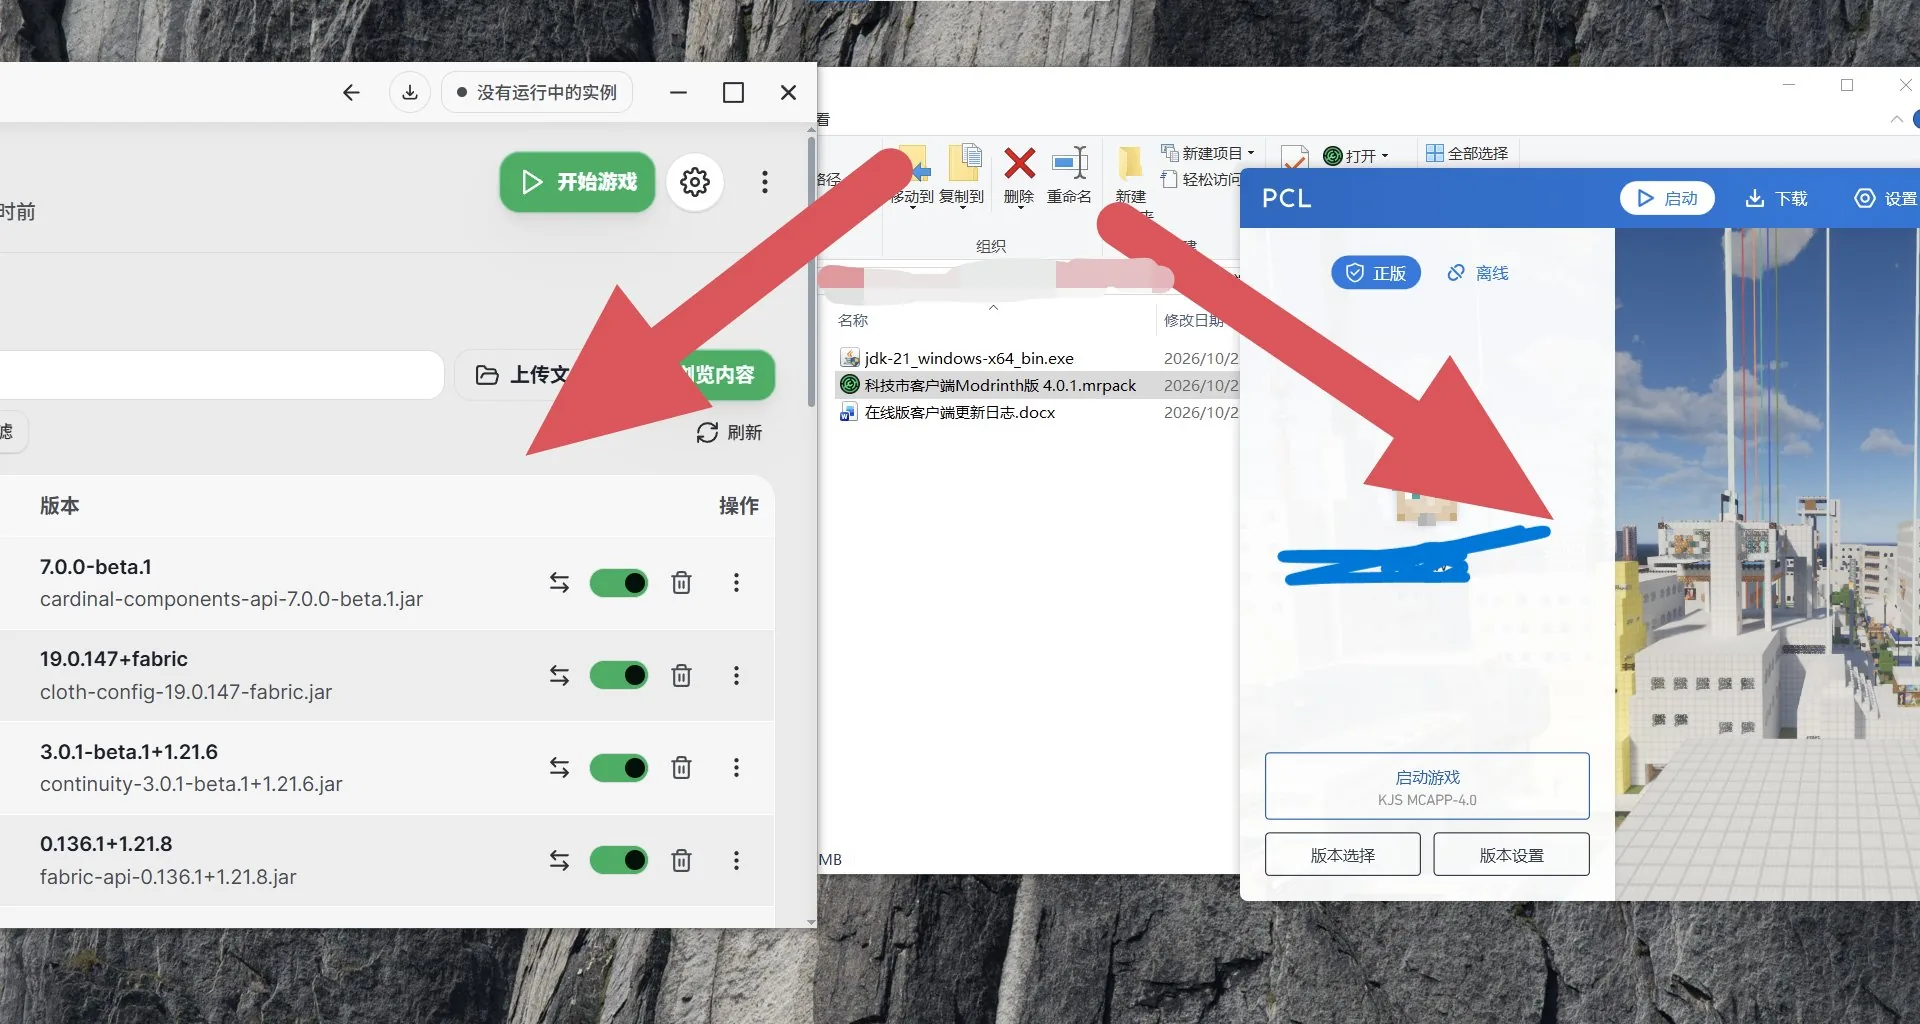 没有运行中的实例
时前
开始游戏
上传文
浏览内容
滤
刷新
版本
操作
7.0.0-beta.1
cardinal-components-api-7.0.0-beta.1.jar
19.0.147+fabric
cloth-config-19.0.147-fabric.jar
3.0.1-beta.1+1.21.6
continuity-3.0.1-beta.1+1.21.6.jar
0.136.1+1.21.8
fabric-api-0.136.1+1.21.8.jar
看
路径
移动到
复制到
删除
重命名
新建
新建项目
轻松访问
打开
全部选择
组织
建
名称
修改日期
jdk-21_windows-x64_bin.exe
2026/10/2
科技市客户端Modrinth版 4.0.1.mrpack
2026/10/2
在线版客户端更新日志.docx
2026/10/2
MB
PCL
启动
下载
设置
正版
离线
启动游戏
KJS MCAPP-4.0
版本选择
版本设置